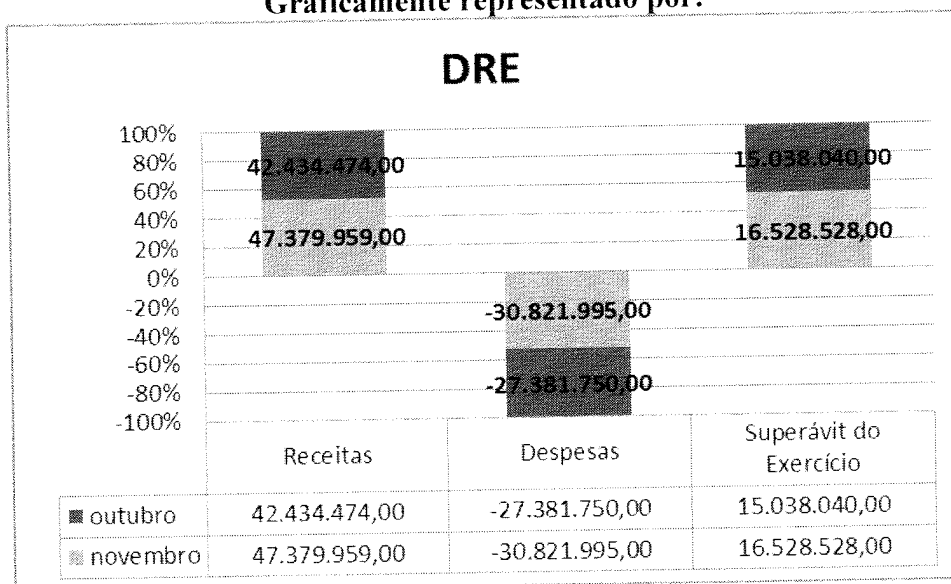 Graficamente representado por:
DRE
100%
80%
60%
40%
20%
0%
-20%
-40%
-60%
-80%
-100%
42.434.474,00
15.038.040,00
47.379.959,00
16.528.528,00
-30.821.995,00
-27.381.750,00
Receitas Despesas Superávit do
Exercício
outubro 42.434.474,00 -27.381.750,00 15.038.040,00
novembro 47.379.959,00 -30.821.995,00 16.528.528,00